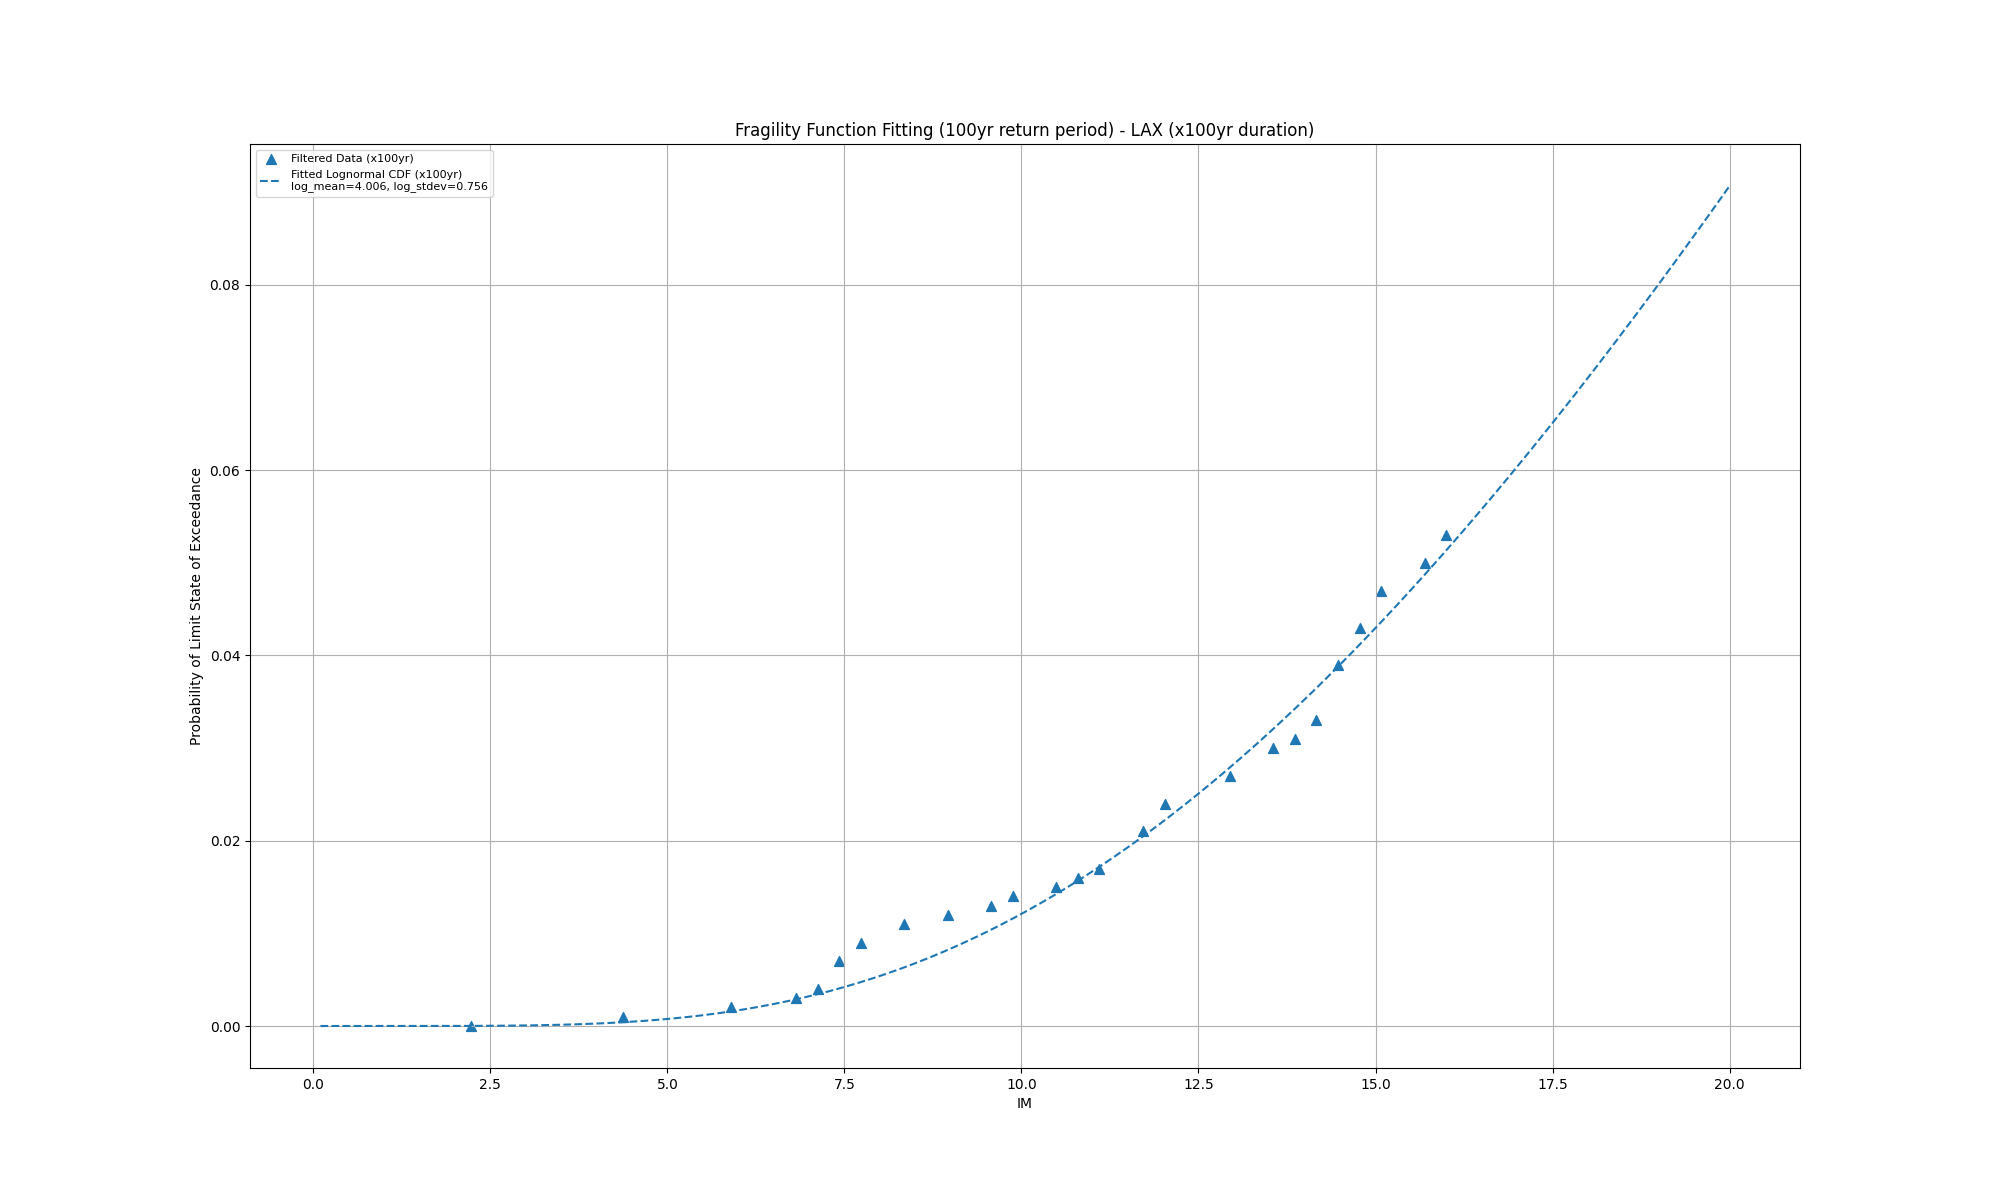 Fragility Function Fitting (100yr return period) - LAX (x100yr duration)
Filtered Data (x100yr)
Fitted Lognormal CDF (x100yr)
log_mean=4.006, log_stdev=0.756
Probability of Limit State of Exceedance
0.08
0.06
0.04
0.02
0.00
0.0 2.5 5.0 7.5 10.0 12.5 15.0 17.5 20.0
IM